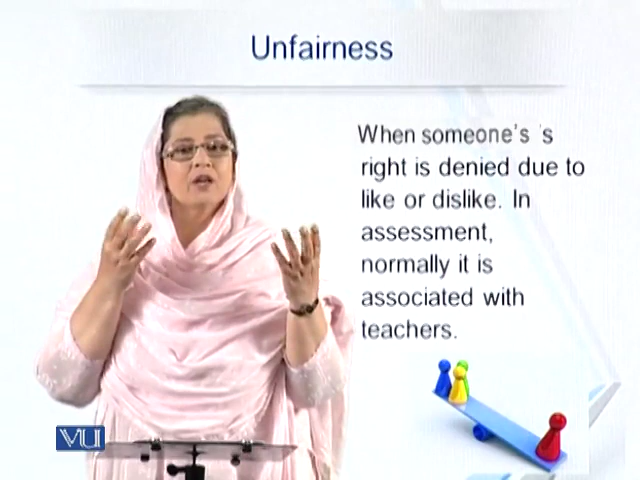 Unfairness
When someone's 's
right is denied due to
like or dislike. In
assessment,
normally it is
associated with
teachers.
VU